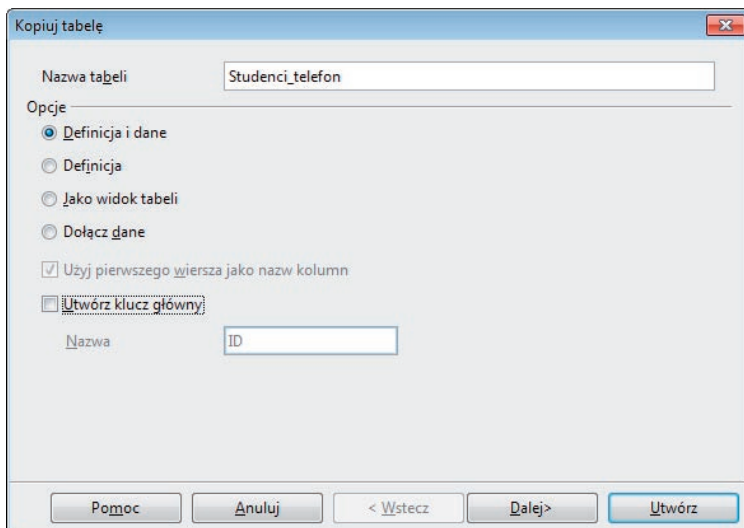 Kopiuj tabelę
Nazwa tabeli Studenci_telefon
Opcje
Definicja i dane
Definicja
Jako widok tabeli
Dołącz dane
Użyj pierwszego wiersza jako nazw kolumn
Utwórz klucz główny
Nazwa ID
Pomoc Anuluj < Wstecz Dalej> Utwórz